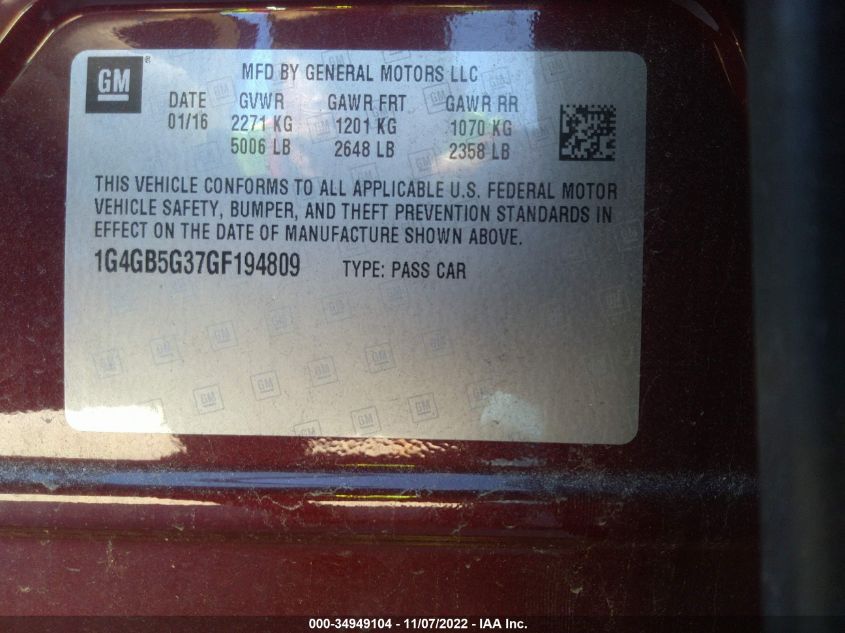 GM ®
MFD BY GENERAL MOTORS LLC
DATE GVWR GAWR FRT GAWR RR
01/16 2271 KG 1201 KG 1070 KG
5006 LB 2648 LB 2358 LB
THIS VEHICLE CONFORMS TO ALL APPLICABLE U.S. FEDERAL MOTOR
VEHICLE SAFETY, BUMPER, AND THEFT PREVENTION STANDARDS IN
EFFECT ON THE DATE OF MANUFACTURE SHOWN ABOVE.
1G4GB5G37GF194809 TYPE: PASS CAR
000-34949104 - 11/07/2022 - IAA Inc.